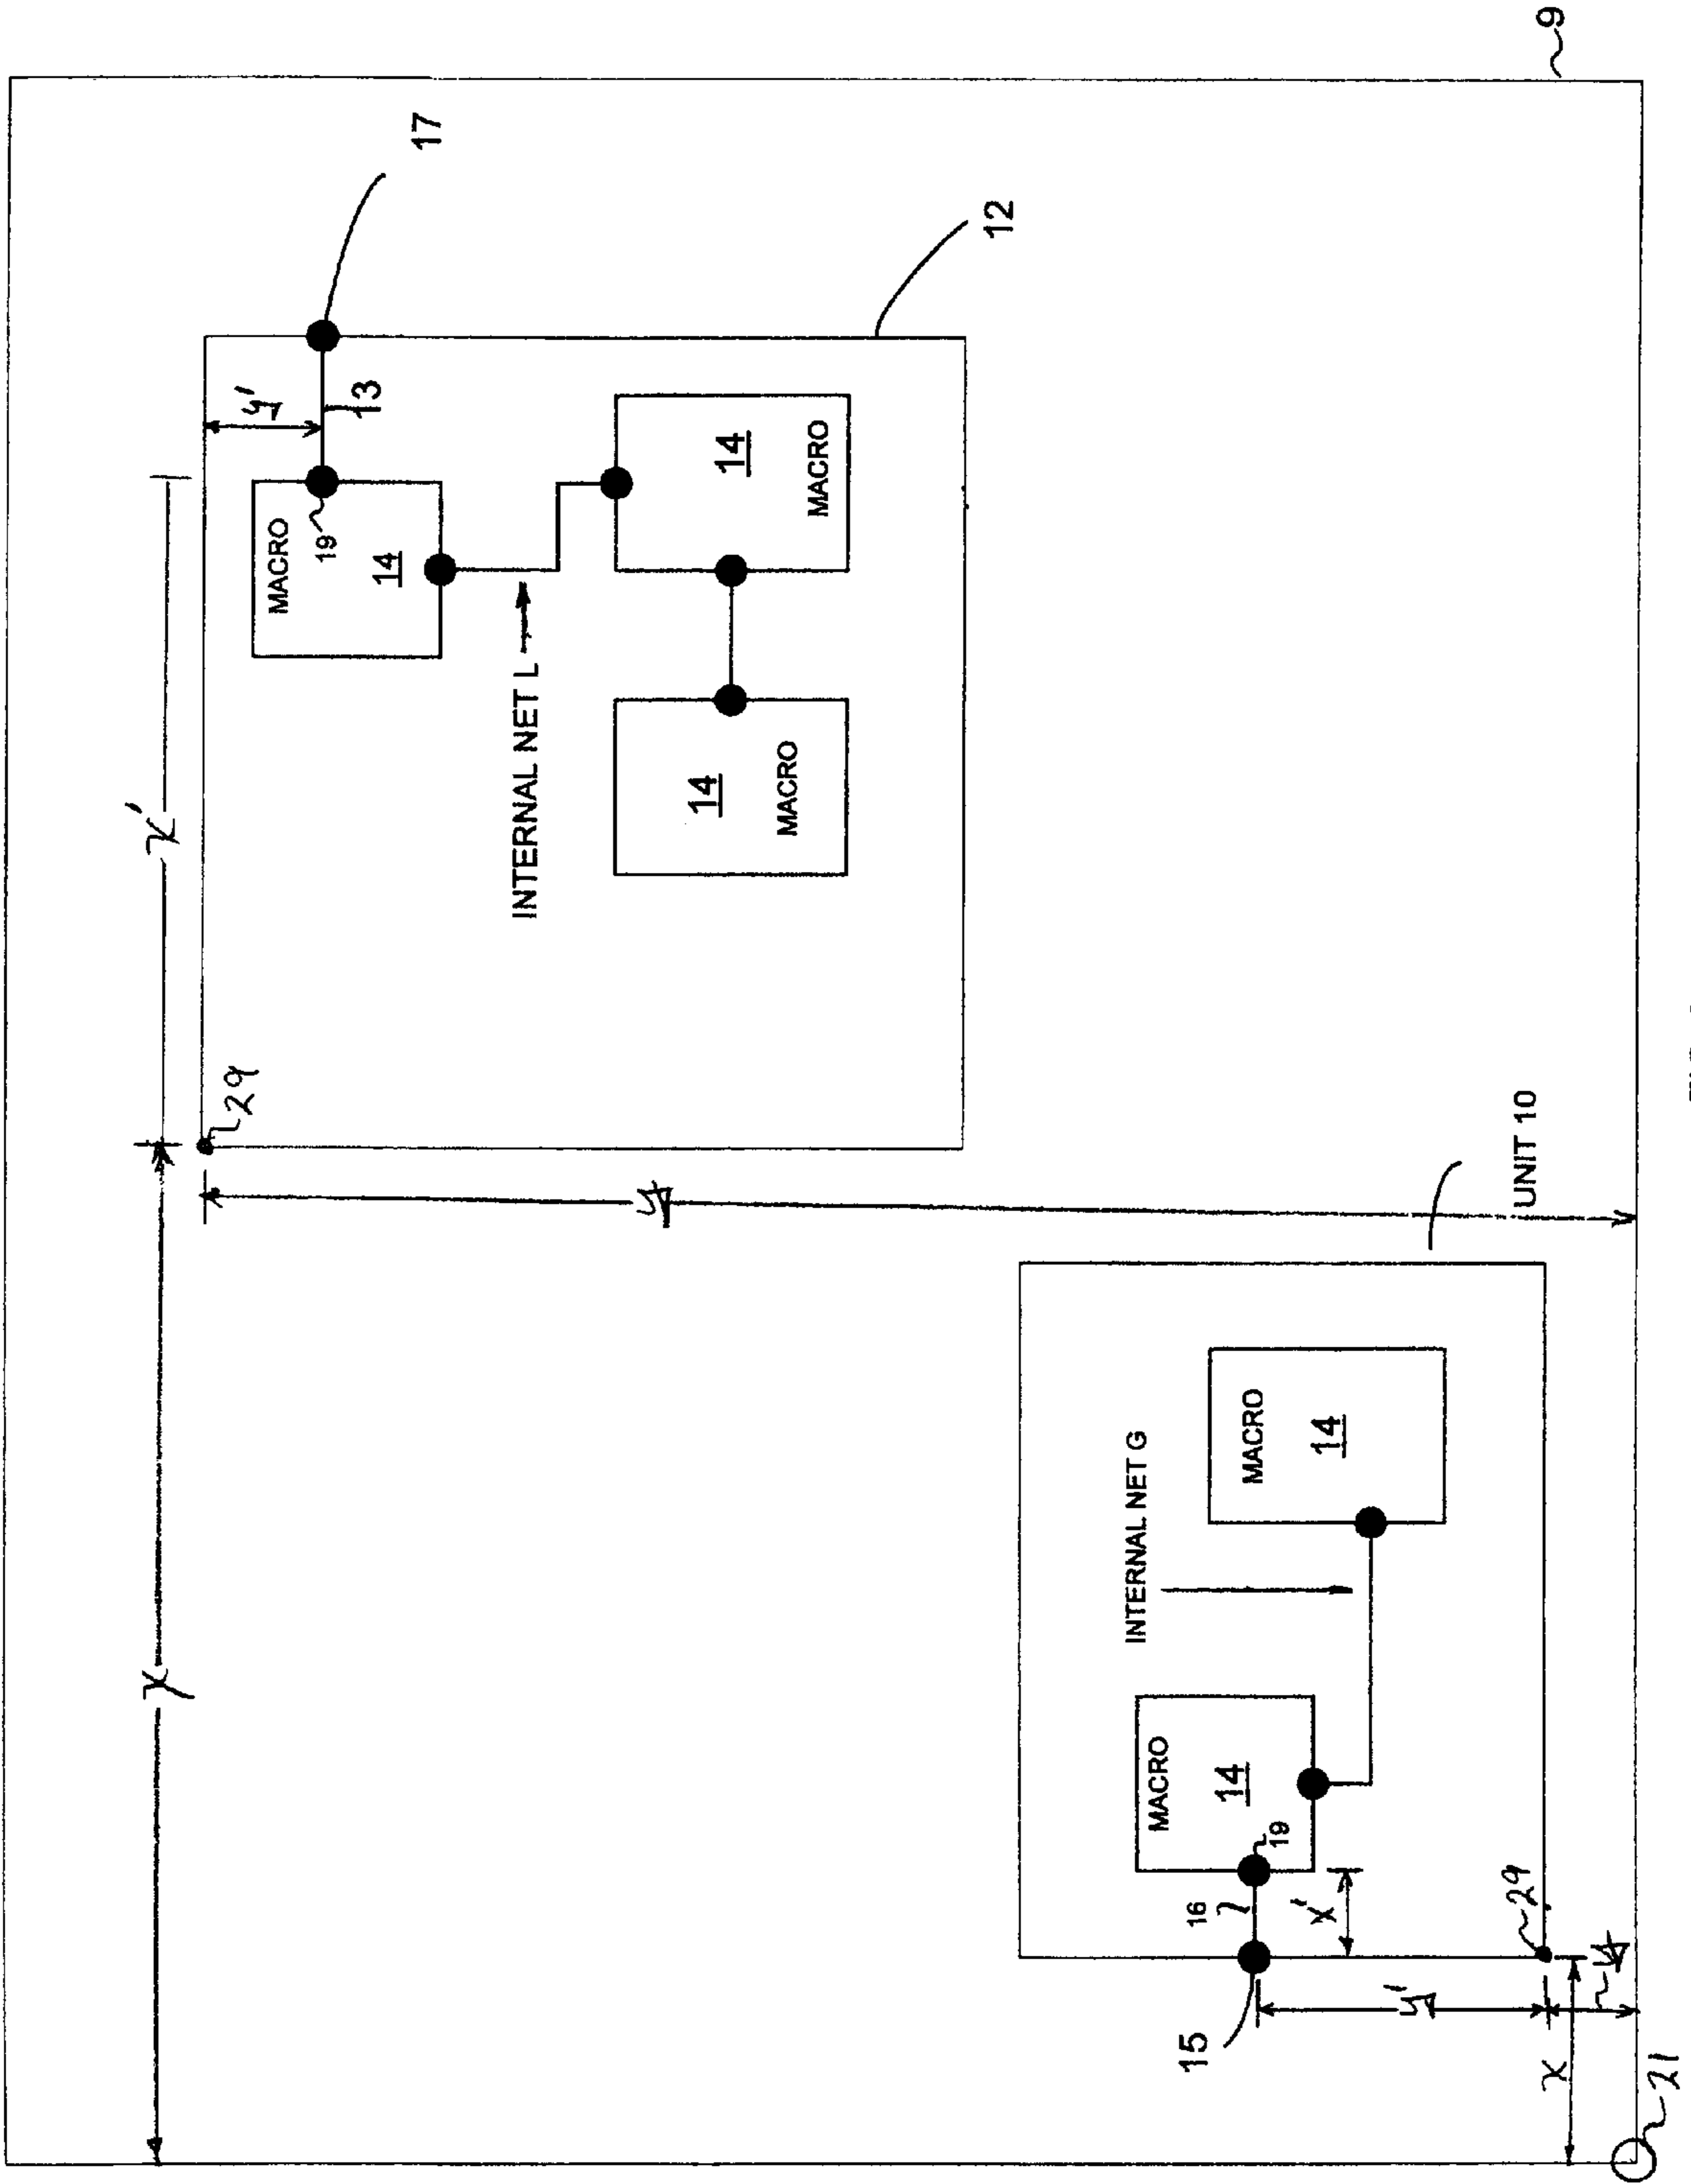 x
x'
29
y'
MACRO
19
14
13
17
INTERNAL NET L
y
14
MACRO
14
MACRO
12
INTERNAL NET G
MACRO
14
15
16
19
MACRO
14
x'
y'
29
UNIT 10
9
x
y
21